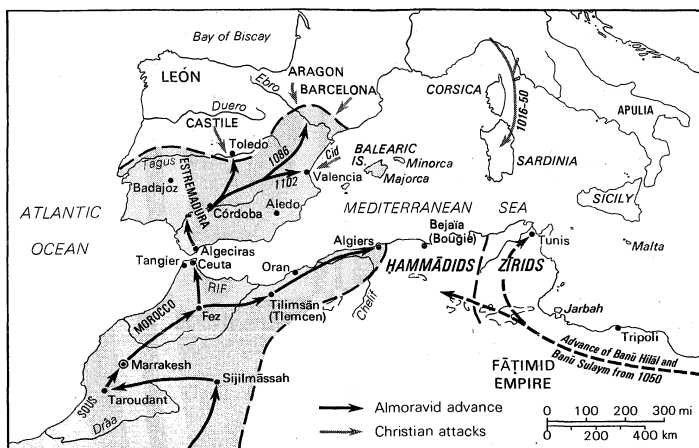 Bay of Biscay
LEÓN
Ebro
ARAGON
BARCELONA
CORSICA
1016-50
APULIA
Duero
CASTILE
Toledo
1086
Cid
BALEARIC
IS.
Minorca
Majorca
SARDINIA
Tagus
ESTREMADURA
1102
Valencia
Badajoz
SICILY
Córdoba
Aledo
MEDITERRANEAN SEA
ATLANTIC
OCEAN
Bejaïa
(Bougie)
Algeciras
Algiers
Tunis
Malta
Tangier
Ceuta
Oran
ḤAMMĀDIDS
ZĪRIDS
RIF
Chelif
MOROCCO
Tilimsān
(Tlemcen)
Jarbah
Fez
Tripoli
Marrakesh
FĀṬIMID
EMPIRE
Advance of Banū Hilāl and
Banū Sulaym from 1050
SOUS
Sijilmāssah
Taroudant
Drâa
Almoravid advance
Christian attacks
0 100 200 300 mi
0 200 400 km